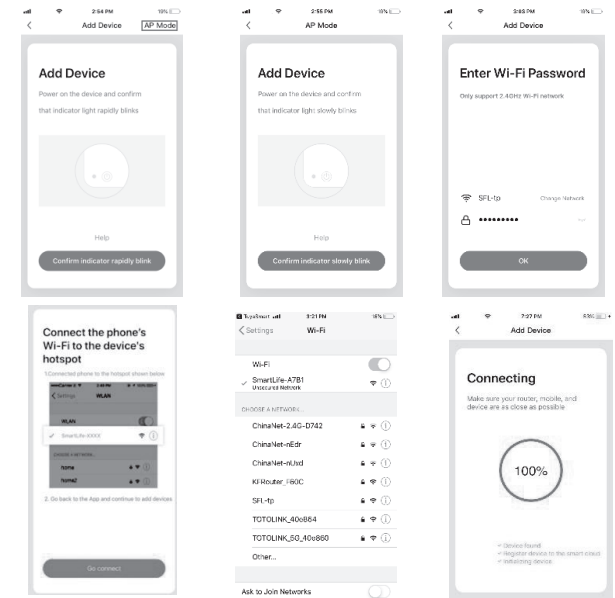 2:54 PM
Add Device
AP Mode
Add Device
Power on the device and confirm
that indicator light rapidly blinks
Help
Confirm indicator rapidly blink
2:55 PM
AP Mode
Add Device
Power on the device and confirm
that indicator light slowly blinks
Help
Confirm indicator slowly blink
3:03 PM
Add Device
Enter Wi-Fi Password
Only support 2.4GHz Wi-Fi network
SFL-tp
Change Network
•••••••••
OK
Connect the phone's
Wi-Fi to the device's
hotspot
1.Connected phone to the hotspot shown below
Settings
WLAN
WLAN
SmartLife-XXXX
CHOOSE A NETWORK...
home
home2
2. Go back to the App and continue to add devices
Go connect
TuyaSmart
3:21 PM
Settings
Wi-Fi
Wi-Fi
SmartLife-A7B1
Unsecured Network
CHOOSE A NETWORK...
ChinaNet-2.4G-D742
ChinaNet-nEdr
ChinaNet-nUxd
KFRouter_F60C
SFL-tp
TOTOLINK_40e864
TOTOLINK_5G_40e860
Other...
Ask to Join Networks
7:27 PM
53%
Add Device
Connecting
Make sure your router, mobile, and
device are as close as possible
100%
Device found
Register device to the smart cloud
Initializing device